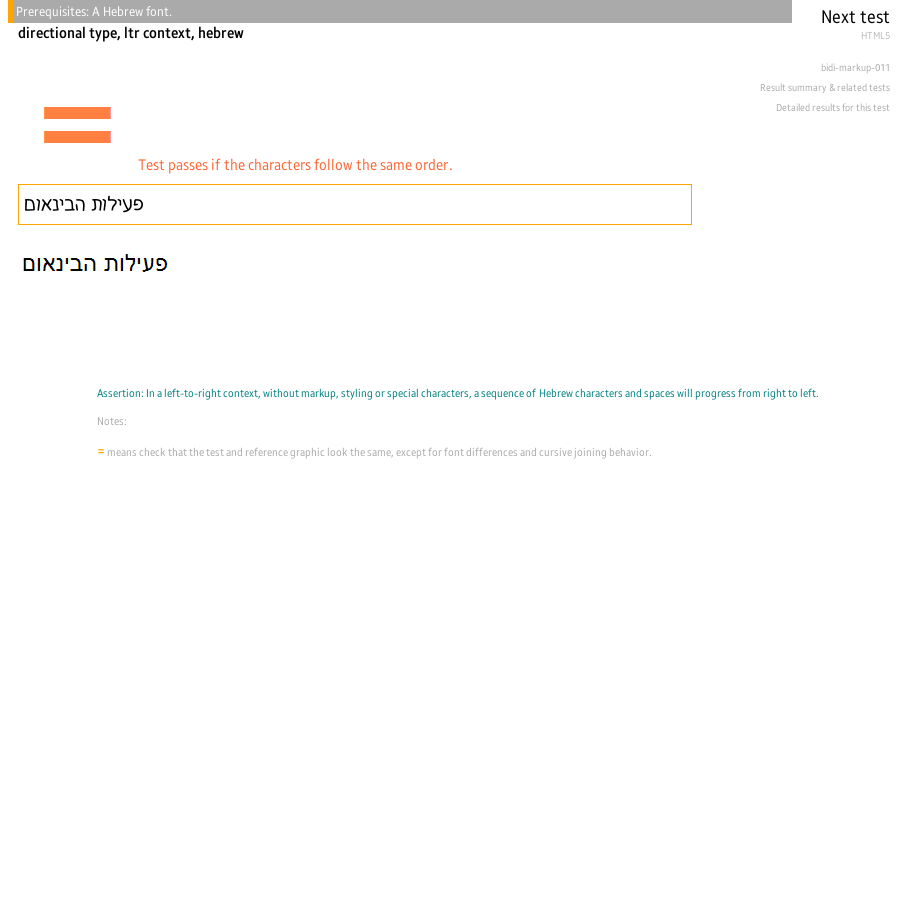 Prerequisites: A Hebrew font.
Next test
directional type, ltr context, hebrew
HTML5
bidi-markup-011
Result summary & related tests
Detailed results for this test
Test passes if the characters follow the same order.
פעילות הבינאום
פעילות הבינאום
Assertion: In a left-to-right context, without markup, styling or special characters, a sequence of Hebrew characters and spaces will progress from right to left.
Notes:
= means check that the test and reference graphic look the same, except for font differences and cursive joining behavior.